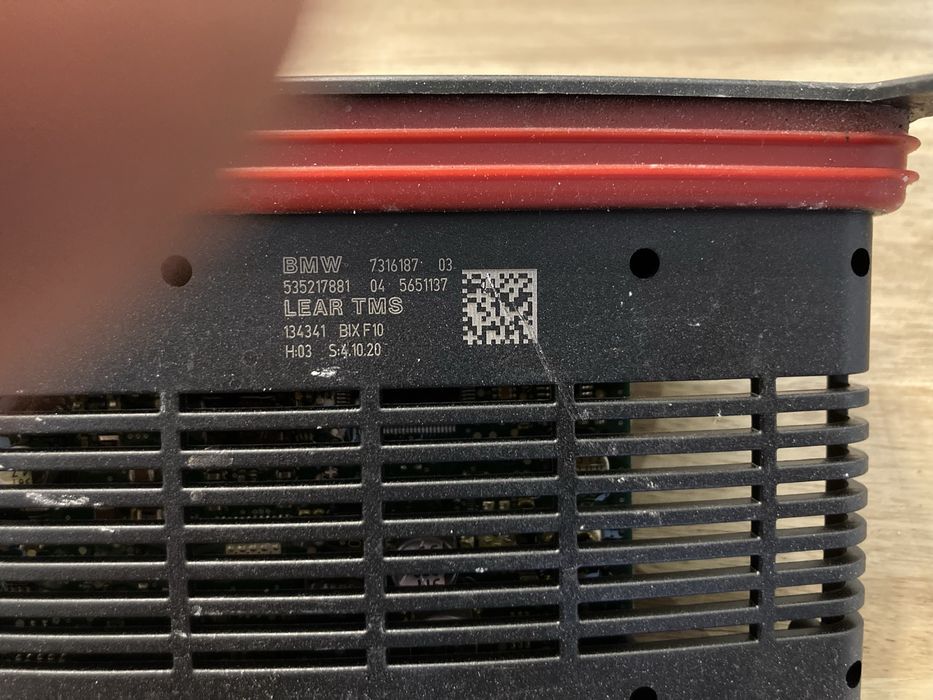 BMW 7316187 03
535217881 04 5651137
LEAR TMS
134341 BIX F10
H:03 S:4.10.20